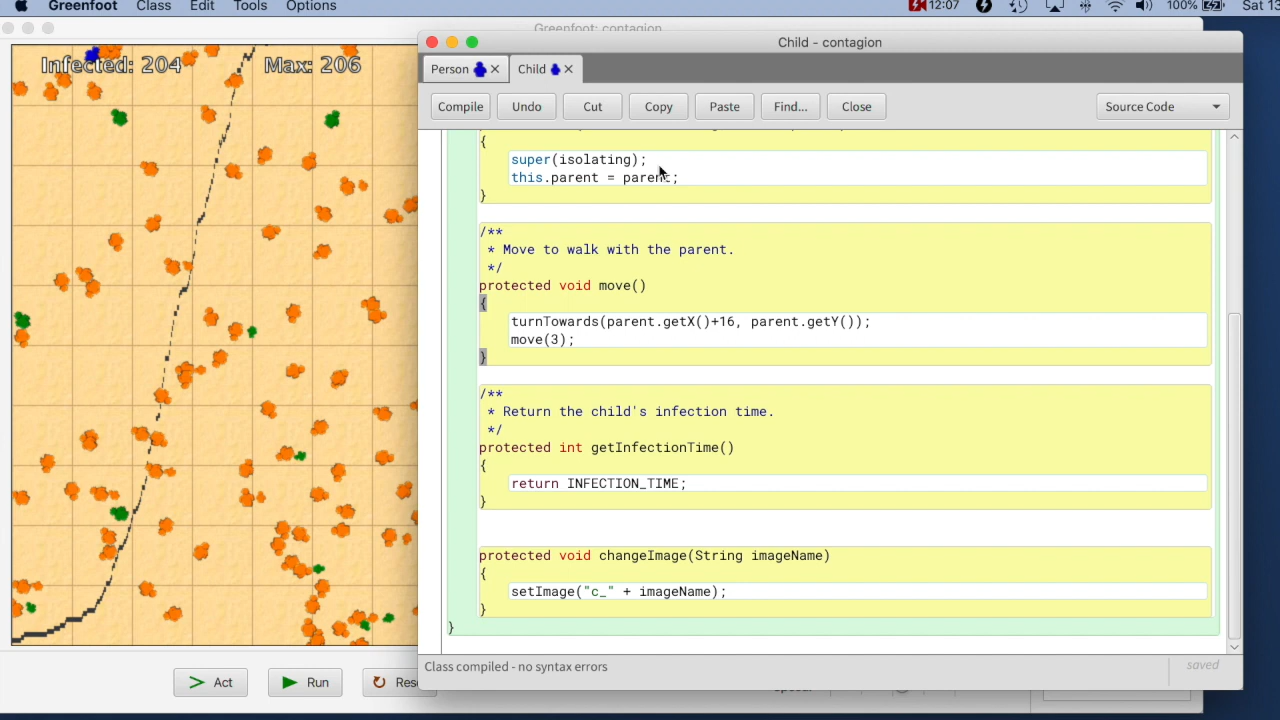 Greenfoot Class Edit Tools Options 12:07 100% Sat 13
Greenfoot: contagion
Child - contagion
Infected: 204 Max: 206
Person Child
Compile Undo Cut Copy Paste Find... Close Source Code
{
super(isolating);
this.parent = parent;
}
/**
* Move to walk with the parent.
*/
protected void move()
{
turnTowards(parent.getX()+16, parent.getY());
move(3);
}
/**
* Return the child's infection time.
*/
protected int getInfectionTime()
{
return INFECTION_TIME;
}
protected void changeImage(String imageName)
{
setImage("c_" + imageName);
}
}
Class compiled - no syntax errors saved
Act Run